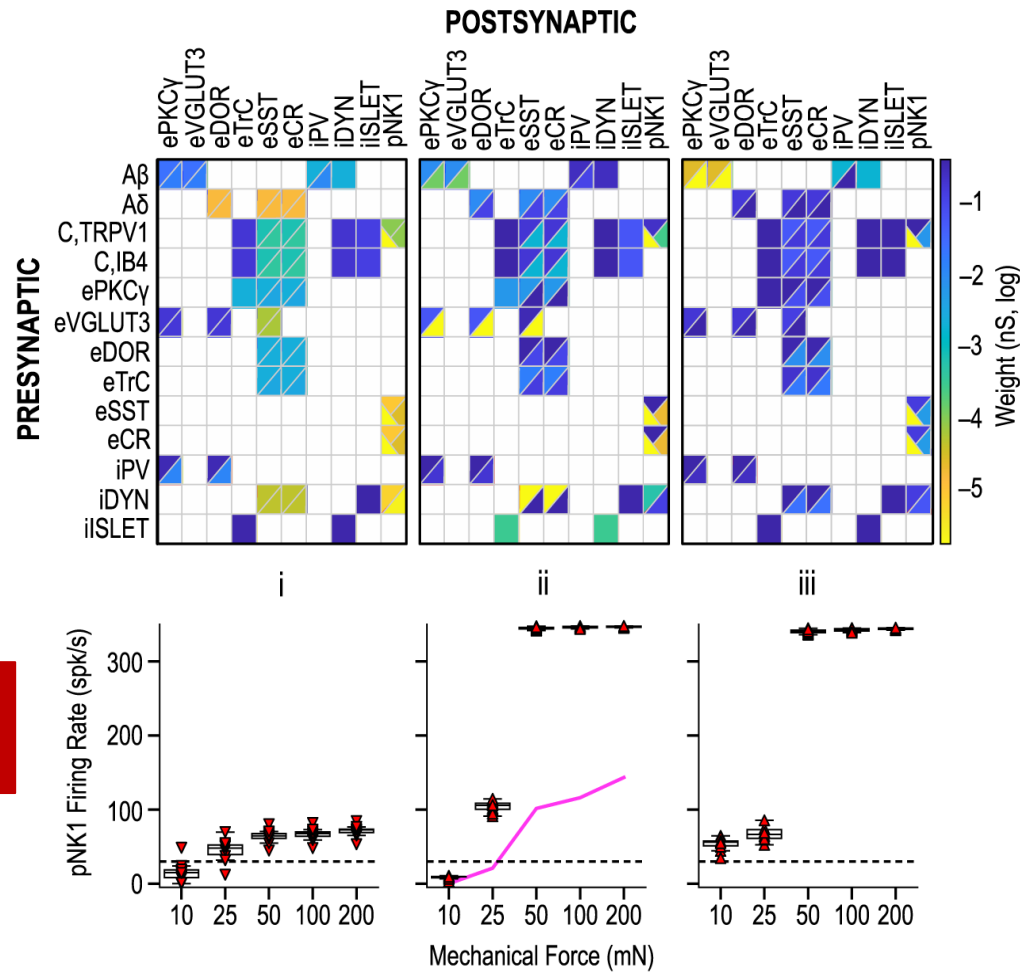 POSTSYNAPTIC
ePKCγ eVGLUT3 eDOR eTrC eSST eCR iPV iDYN iISLET pNK1
ePKCγ eVGLUT3 eDOR eTrC eSST eCR iPV iDYN iISLET pNK1
ePKCγ eVGLUT3 eDOR eTrC eSST eCR iPV iDYN iISLET pNK1
PRESYNAPTIC
Aβ
Aδ
C,TRPV1
C,IB4
ePKCγ
eVGLUT3
eDOR
eTrC
eSST
eCR
iPV
iDYN
iISLET
−1
−2
−3
−4
−5
Weight (nS, log)
i ii iii
pNK1 Firing Rate (spk/s)
300
200
100
0
10 25 50 100 200
10 25 50 100 200
10 25 50 100 200
Mechanical Force (mN)